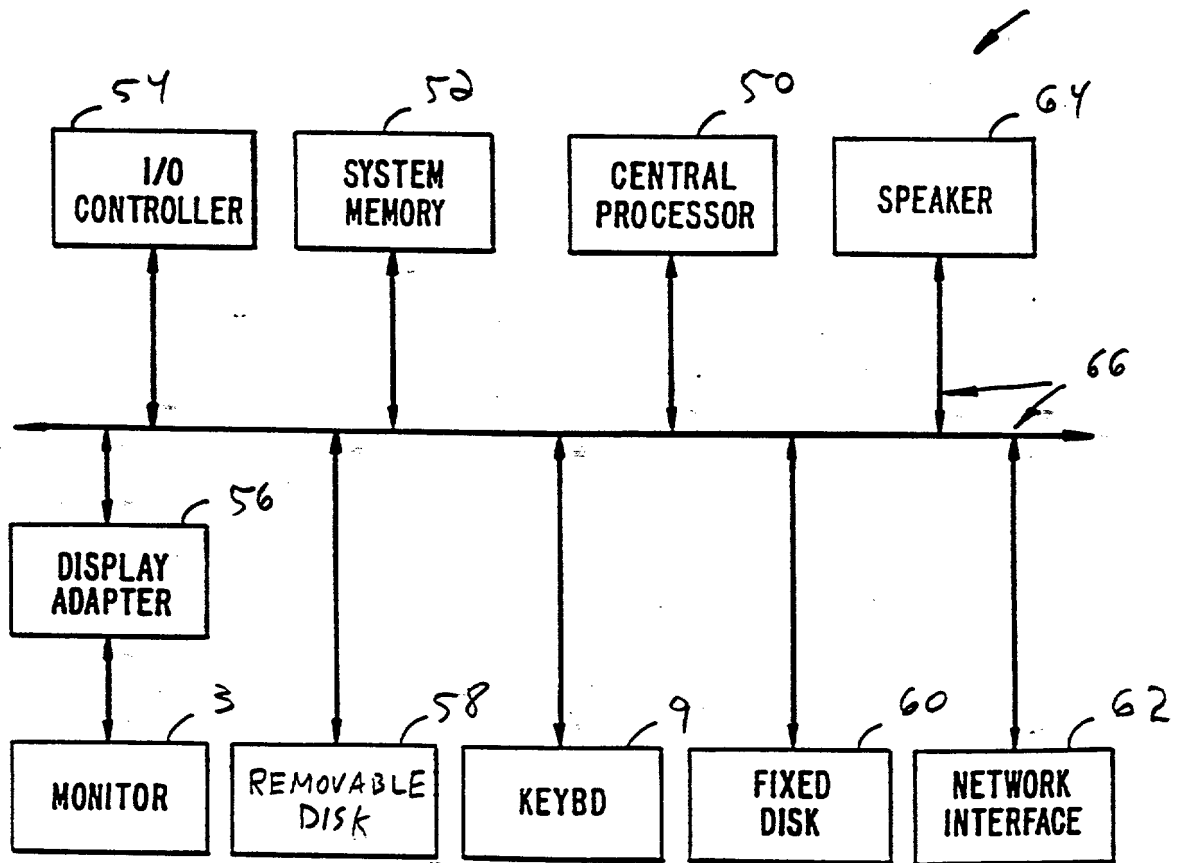 54
52
50
64
I/O
CONTROLLER
SYSTEM
MEMORY
CENTRAL
PROCESSOR
SPEAKER
66
56
DISPLAY
ADAPTER
3
58
9
60
62
MONITOR
REMOVABLE
DISK
KEYBD
FIXED
DISK
NETWORK
INTERFACE